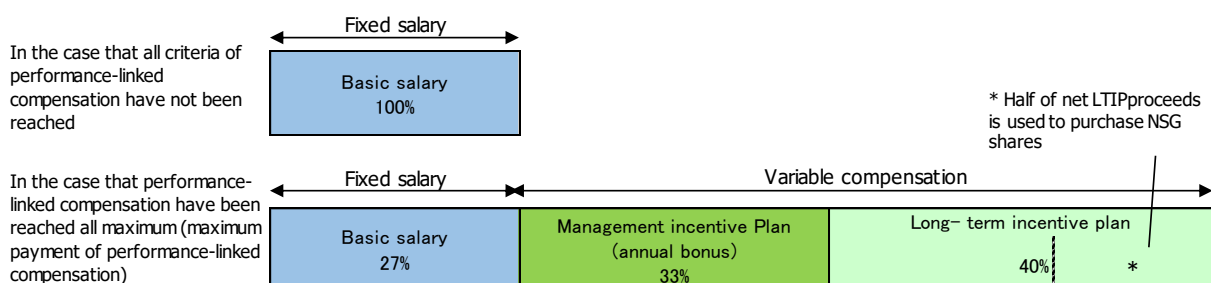 Fixed salary
In the case that all criteria of
performance-linked
compensation have not been
reached
Basic salary
100%
* Half of net LTIPproceeds
is used to purchase NSG
shares
In the case that performance-
linked compensation have been
reached all maximum (maximum
payment of performance-linked
compensation)
Fixed salary
Variable compensation
Basic salary
27%
Management incentive Plan
(annual bonus)
33%
Long- term incentive plan
40%
*